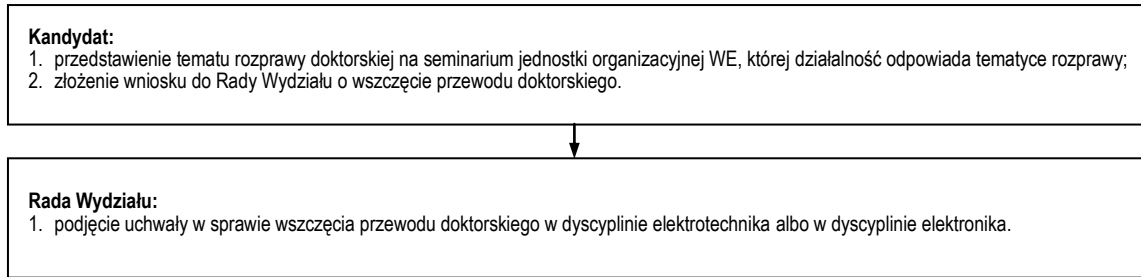 Kandydat:
1. przedstawienie tematu rozprawy doktorskiej na seminarium jednostki organizacyjnej WE, której działalność odpowiada tematyce rozprawy;
2. złożenie wniosku do Rady Wydziału o wszczęcie przewodu doktorskiego.
Rada Wydziału:
1. podjęcie uchwały w sprawie wszczęcia przewodu doktorskiego w dyscyplinie elektrotechnika albo w dyscyplinie elektronika.